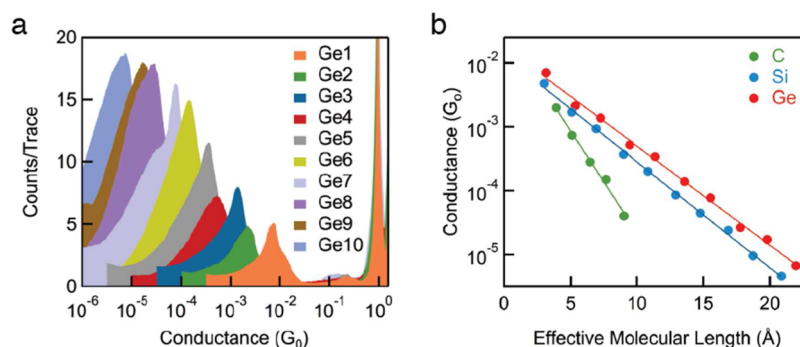 a
20
15
10
5
0
Counts/Trace
Ge1
Ge2
Ge3
Ge4
Ge5
Ge6
Ge7
Ge8
Ge9
Ge10
10⁻⁶ 10⁻⁵ 10⁻⁴ 10⁻³ 10⁻² 10⁻¹ 10⁰
Conductance (G₀)
b
10⁻²
10⁻³
10⁻⁴
10⁻⁵
Conductance (G₀)
C
Si
Ge
0 5 10 15 20
Effective Molecular Length (Å)